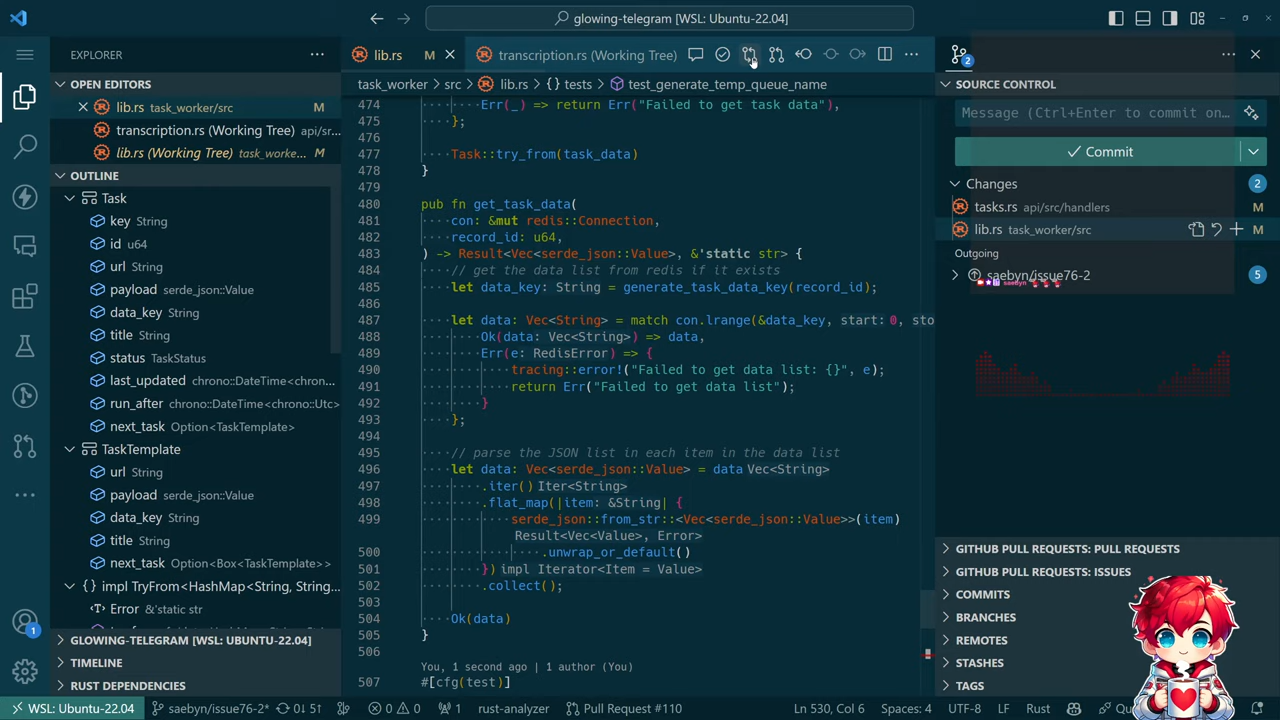 glowing-telegram [WSL: Ubuntu-22.04]
EXPLORER
OPEN EDITORS
lib.rs task_worker/src M
transcription.rs (Working Tree) api/sr...
lib.rs (Working Tree) task_worke... M
OUTLINE
Task
key String
id u64
url String
payload serde_json::Value
data_key String
title String
status TaskStatus
last_updated chrono::DateTime<chron...
run_after chrono::DateTime<chrono::Utc>
next_task Option<TaskTemplate>
TaskTemplate
url String
payload serde_json::Value
data_key String
title String
next_task Option<Box<TaskTemplate>>
impl TryFrom<HashMap<String, String...
Error &'static str
GLOWING-TELEGRAM [WSL: UBUNTU-22.04]
TIMELINE
RUST DEPENDENCIES
lib.rs M
transcription.rs (Working Tree)
task_worker > src > lib.rs > {} tests > test_generate_temp_queue_name
474 Err(_) => return Err("Failed to get task data"),
475 };
476
477 Task::try_from(task_data)
478 }
479
480 pub fn get_task_data(
481 con: &mut redis::Connection,
482 record_id: u64,
483 ) -> Result<Vec<serde_json::Value>, &'static str> {
484 // get the data list from redis if it exists
485 let data_key: String = generate_task_data_key(record_id);
486
487 let data: Vec<String> = match con.lrange(&data_key, start: 0, sto
488 Ok(data: Vec<String>) => data,
489 Err(e: RedisError) => {
490 tracing::error!("Failed to get data list: {}", e);
491 return Err("Failed to get data list");
492 }
493 };
494
495 // parse the JSON list in each item in the data list
496 let data: Vec<serde_json::Value> = data Vec<String>
497 .iter() Iter<String>
498 .flat_map(|item: &String| {
499 serde_json::from_str::<Vec<serde_json::Value>>(item)
Result<Vec<Value>, Error>
500 .unwrap_or_default()
501 }) impl Iterator<Item = Value>
502 .collect();
503
504 Ok(data)
505 }
506
You, 1 second ago | 1 author (You)
507 #[cfg(test)]
2
SOURCE CONTROL
Message (Ctrl+Enter to commit on...
Commit
Changes 2
tasks.rs api/src/handlers M
lib.rs task_worker/src M
Outgoing
saebyn/issue76-2 5
saebyn
GITHUB PULL REQUESTS: PULL REQUESTS
GITHUB PULL REQUESTS: ISSUES
COMMITS
BRANCHES
REMOTES
STASHES
TAGS
1
WSL: Ubuntu-22.04 saebyn/issue76-2* 0↓ 5↑ 0 0 1 rust-analyzer Pull Request #110 Ln 530, Col 6 Spaces: 4 UTF-8 LF Rust